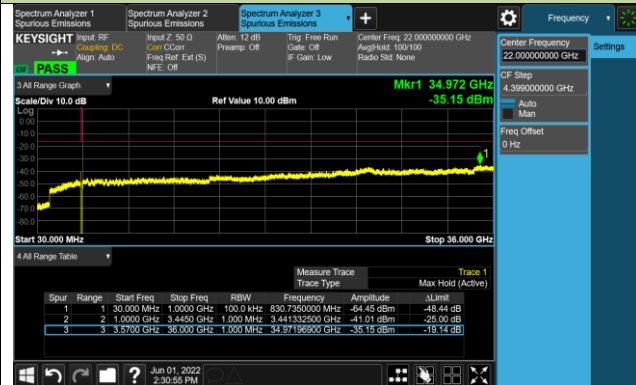 Spectrum Analyzer 1
Spurious Emissions
Spectrum Analyzer 2
Spurious Emissions
Spectrum Analyzer 3
Spurious Emissions
Frequency
KEYSIGHT
Input: RF
Coupling: DC
Align: Auto
Input Z: 50 Ω
Corr CCorr
Freq Ref: Ext (S)
NFE: Off
Atten: 12 dB
Preamp: Off
Trig: Free Run
Gate: Off
IF Gain: Low
Center Freq: 22.000000000 GHz
Avg|Hold: 100/100
Radio Std: None
PASS
Center Frequency
22.000000000 GHz
Settings
CF Step
4.399000000 GHz
Auto
Man
Freq Offset
0 Hz
3 All Range Graph
Mkr1 34.972 GHz
-35.15 dBm
Scale/Div 10.0 dB
Ref Value 10.00 dBm
Log
0.00
-10.0
-20.0
-30.0
-40.0
-50.0
-60.0
-70.0
-80.0
1
Start 30.000 MHz
Stop 36.000 GHz
4 All Range Table
Measure Trace Trace 1
Trace Type Max Hold (Active)
Spur Range Start Freq Stop Freq RBW Frequency Amplitude ΔLimit
1 1 30.000 MHz 1.0000 GHz 100.0 kHz 830.7350000 MHz -64.45 dBm -48.44 dB
2 2 1.0000 GHz 3.4450 GHz 1.000 MHz 3.441332500 GHz -41.01 dBm -25.00 dB
3 3 3.5700 GHz 36.000 GHz 1.000 MHz 34.97196900 GHz -35.15 dBm -19.14 dB
Jun 01, 2022
2:30:55 PM